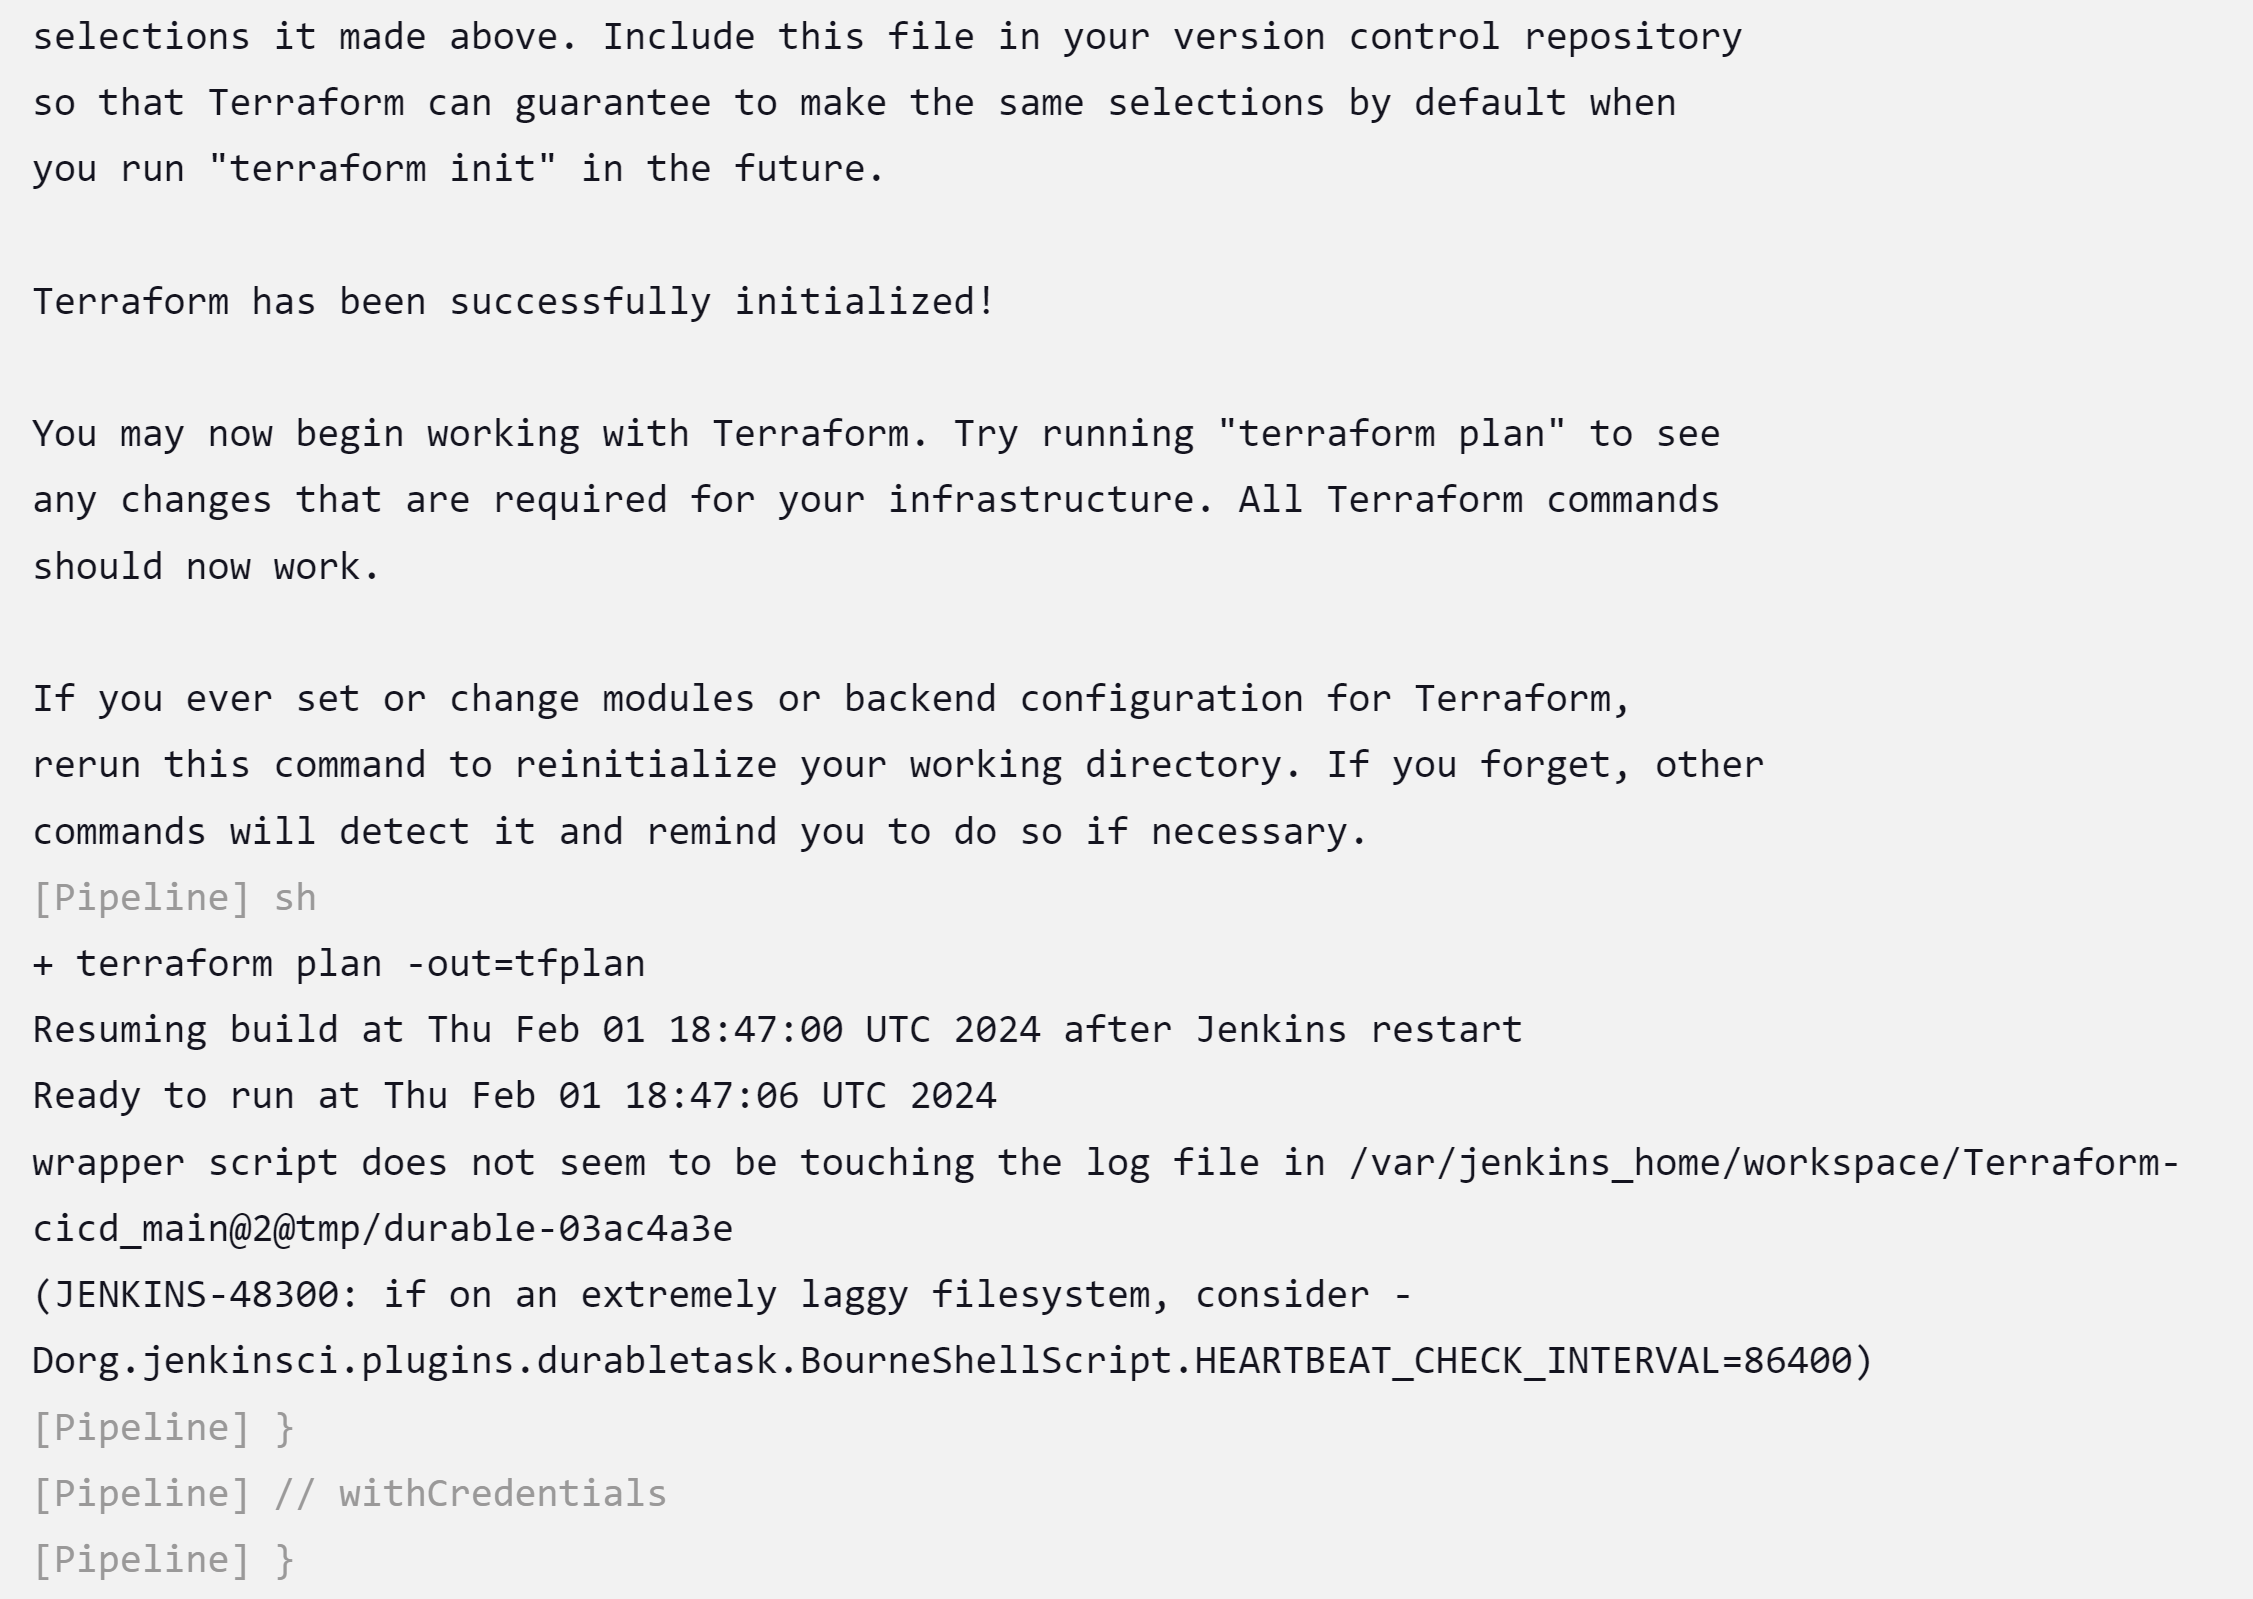 selections it made above. Include this file in your version control repository
so that Terraform can guarantee to make the same selections by default when
you run "terraform init" in the future.
Terraform has been successfully initialized!
You may now begin working with Terraform. Try running "terraform plan" to see
any changes that are required for your infrastructure. All Terraform commands
should now work.
If you ever set or change modules or backend configuration for Terraform,
rerun this command to reinitialize your working directory. If you forget, other
commands will detect it and remind you to do so if necessary.
[Pipeline] sh
+ terraform plan -out=tfplan
Resuming build at Thu Feb 01 18:47:00 UTC 2024 after Jenkins restart
Ready to run at Thu Feb 01 18:47:06 UTC 2024
wrapper script does not seem to be touching the log file in /var/jenkins_home/workspace/Terraform-
cicd_main@2@tmp/durable-03ac4a3e
(JENKINS-48300: if on an extremely laggy filesystem, consider -
Dorg.jenkinsci.plugins.durabletask.BourneShellScript.HEARTBEAT_CHECK_INTERVAL=86400)
[Pipeline] }
[Pipeline] // withCredentials
[Pipeline] }